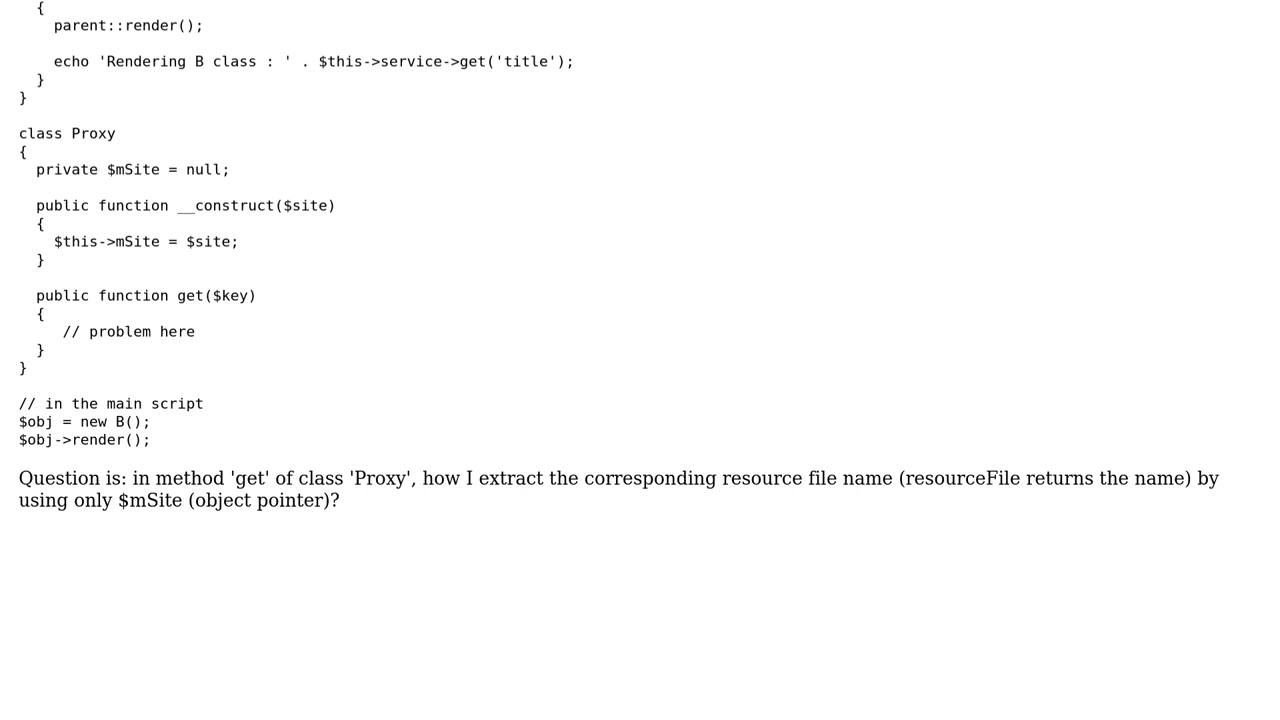 {
parent::render();
echo 'Rendering B class : ' . $this->service->get('title');
}
}
class Proxy
{
private $mSite = null;
public function __construct($site)
{
$this->mSite = $site;
}
public function get($key)
{
// problem here
}
}
// in the main script
$obj = new B();
$obj->render();
Question is: in method 'get' of class 'Proxy', how I extract the corresponding resource file name (resourceFile returns the name) by
using only $mSite (object pointer)?